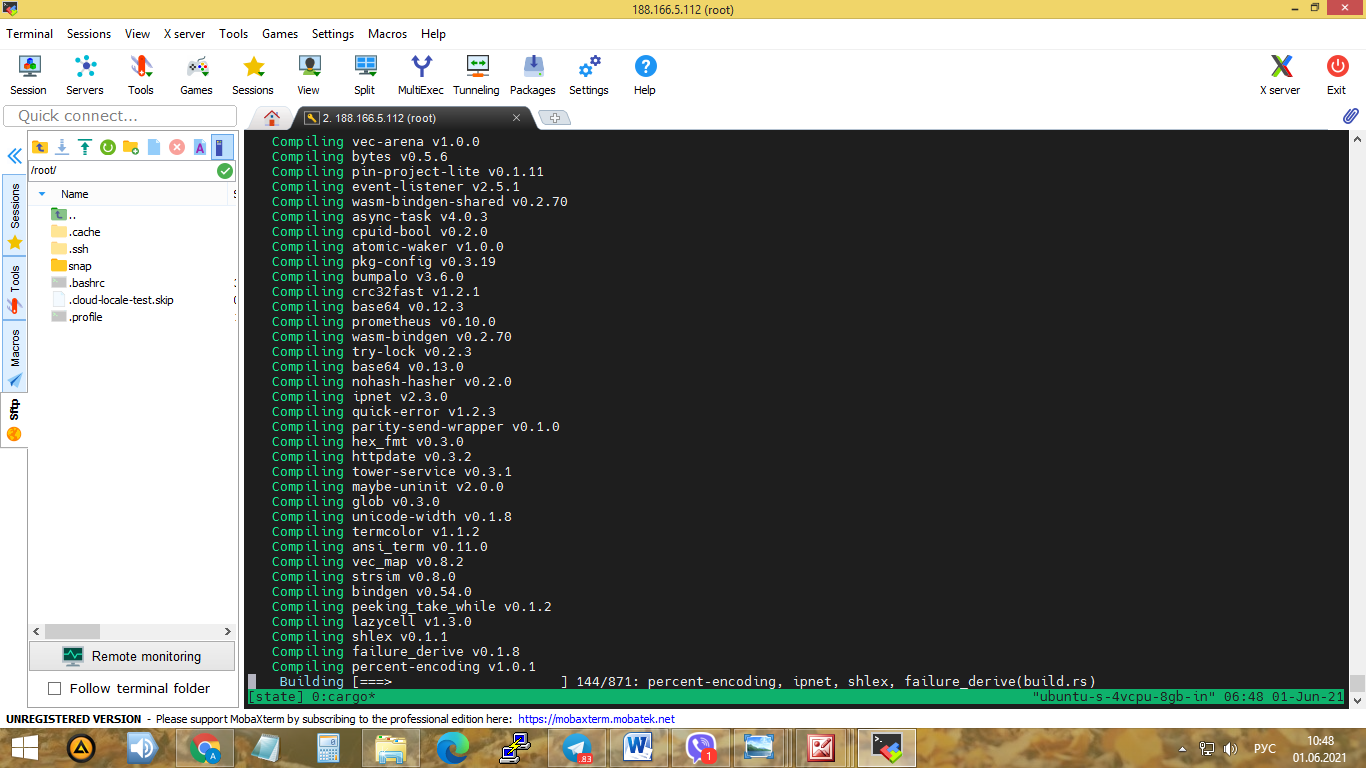 188.166.5.112 (root)
Terminal Sessions View X server Tools Games Settings Macros Help
Session Servers Tools Games Sessions View Split MultiExec Tunneling Packages Settings Help X server Exit
Quick connect...
2. 188.166.5.112 (root)
/root/
Name
..
.cache
.ssh
snap
.bashrc
.cloud-locale-test.skip
.profile
Sessions
Tools
Macros
Sftp
Remote monitoring
Follow terminal folder
Compiling vec-arena v1.0.0
Compiling bytes v0.5.6
Compiling pin-project-lite v0.1.11
Compiling event-listener v2.5.1
Compiling wasm-bindgen-shared v0.2.70
Compiling async-task v4.0.3
Compiling cpuid-bool v0.2.0
Compiling atomic-waker v1.0.0
Compiling pkg-config v0.3.19
Compiling bumpalo v3.6.0
Compiling crc32fast v1.2.1
Compiling base64 v0.12.3
Compiling prometheus v0.10.0
Compiling wasm-bindgen v0.2.70
Compiling try-lock v0.2.3
Compiling base64 v0.13.0
Compiling nohash-hasher v0.2.0
Compiling ipnet v2.3.0
Compiling quick-error v1.2.3
Compiling parity-send-wrapper v0.1.0
Compiling hex_fmt v0.3.0
Compiling httpdate v0.3.2
Compiling tower-service v0.3.1
Compiling maybe-uninit v2.0.0
Compiling glob v0.3.0
Compiling unicode-width v0.1.8
Compiling termcolor v1.1.2
Compiling ansi_term v0.11.0
Compiling vec_map v0.8.2
Compiling strsim v0.8.0
Compiling bindgen v0.54.0
Compiling peeking_take_while v0.1.2
Compiling lazycell v1.3.0
Compiling shlex v0.1.1
Compiling failure_derive v0.1.8
Compiling percent-encoding v1.0.1
Building [===>                     ] 144/871: percent-encoding, ipnet, shlex, failure_derive(build.rs)
[state] 0:cargo* "ubuntu-s-4vcpu-8gb-in" 06:48 01-Jun-21
UNREGISTERED VERSION - Please support MobaXterm by subscribing to the professional edition here: https://mobaxterm.mobatek.net
83
1
РУС
10:48
01.06.2021